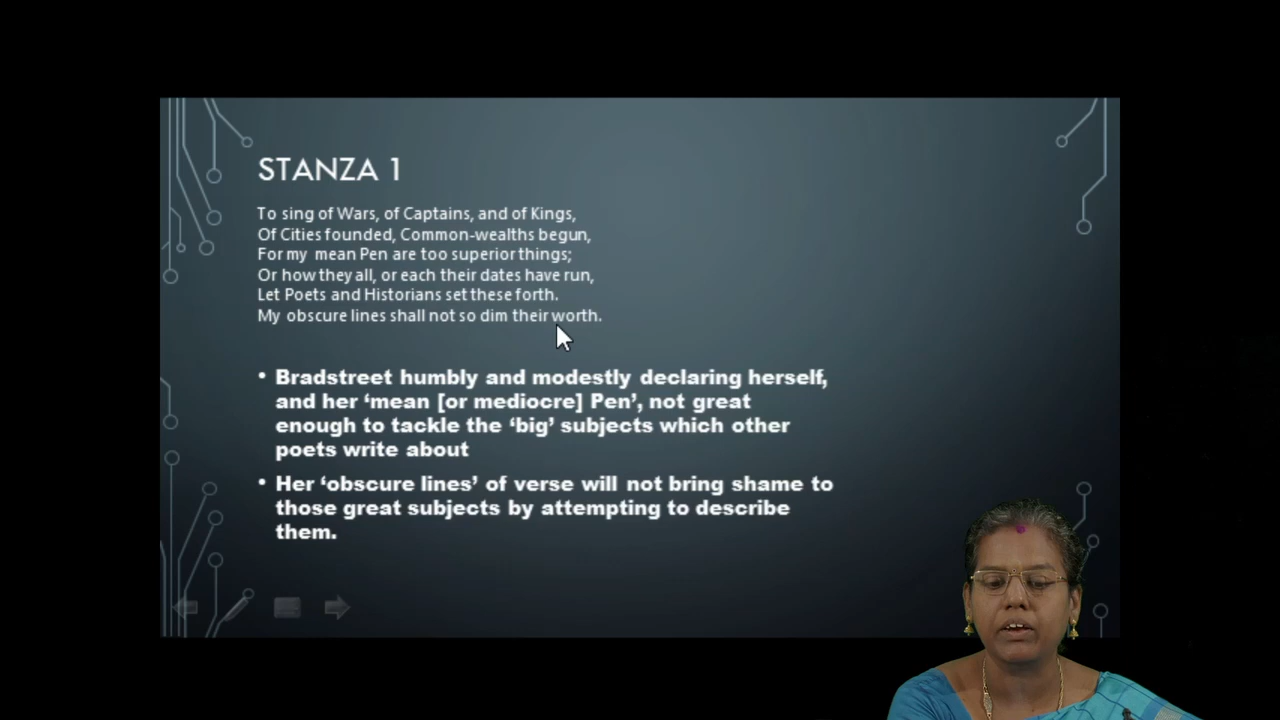 STANZA 1
To sing of Wars, of Captains, and of Kings,
Of Cities founded, Common-wealths begun,
For my mean Pen are too superior things;
Or how they all, or each their dates have run,
Let Poets and Historians set these forth.
My obscure lines shall not so dim their worth.
• Bradstreet humbly and modestly declaring herself,
and her ‘mean [or mediocre] Pen’, not great
enough to tackle the ‘big’ subjects which other
poets write about
• Her ‘obscure lines’ of verse will not bring shame to
those great subjects by attempting to describe
them.